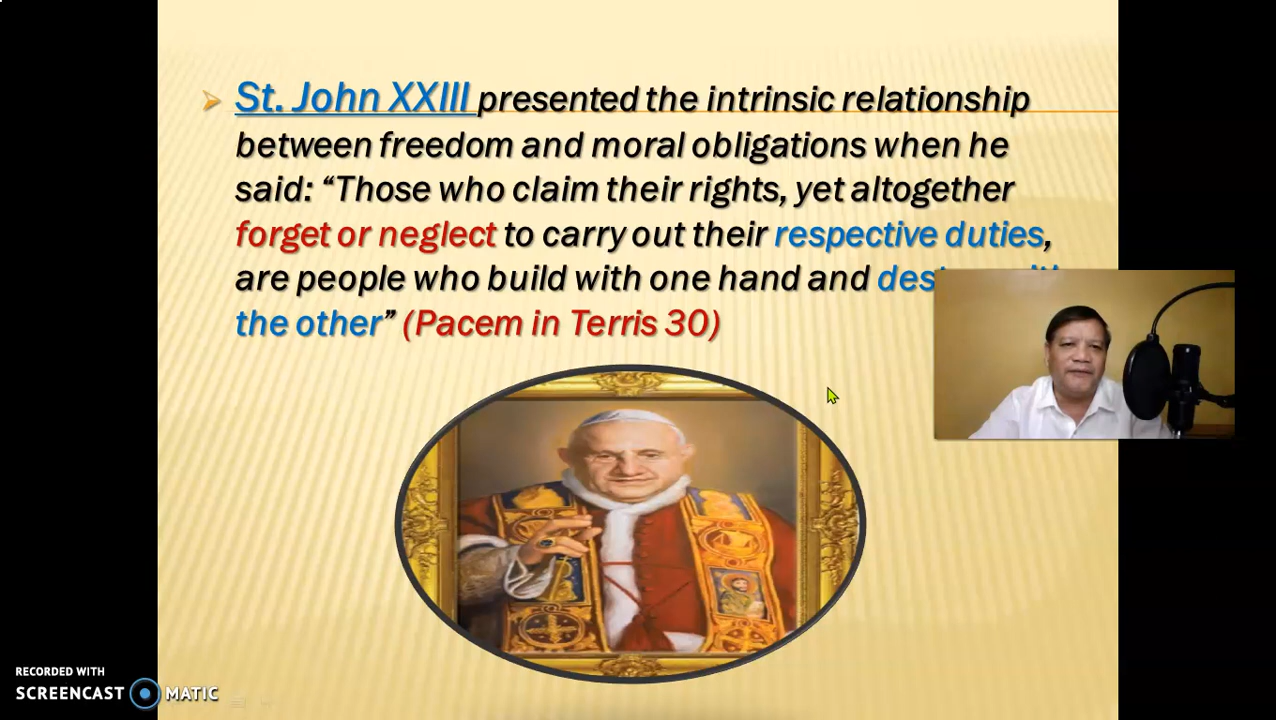 St. John XXIII presented the intrinsic relationship
between freedom and moral obligations when he
said: “Those who claim their rights, yet altogether
forget or neglect to carry out their respective duties,
are people who build with one hand and
the other” (Pacem in Terris 30)
RECORDED WITH
SCREENCAST MATIC